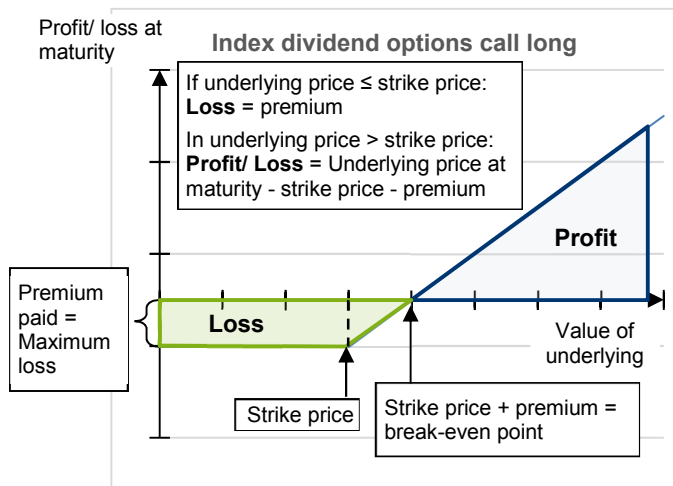 Profit/ loss at
maturity
Index dividend options call long
If underlying price ≤ strike price:
Loss = premium
In underlying price > strike price:
Profit/ Loss = Underlying price at
maturity - strike price - premium
Profit
Premium
paid =
Maximum
loss
Loss
Value of
underlying
Strike price
Strike price + premium =
break-even point